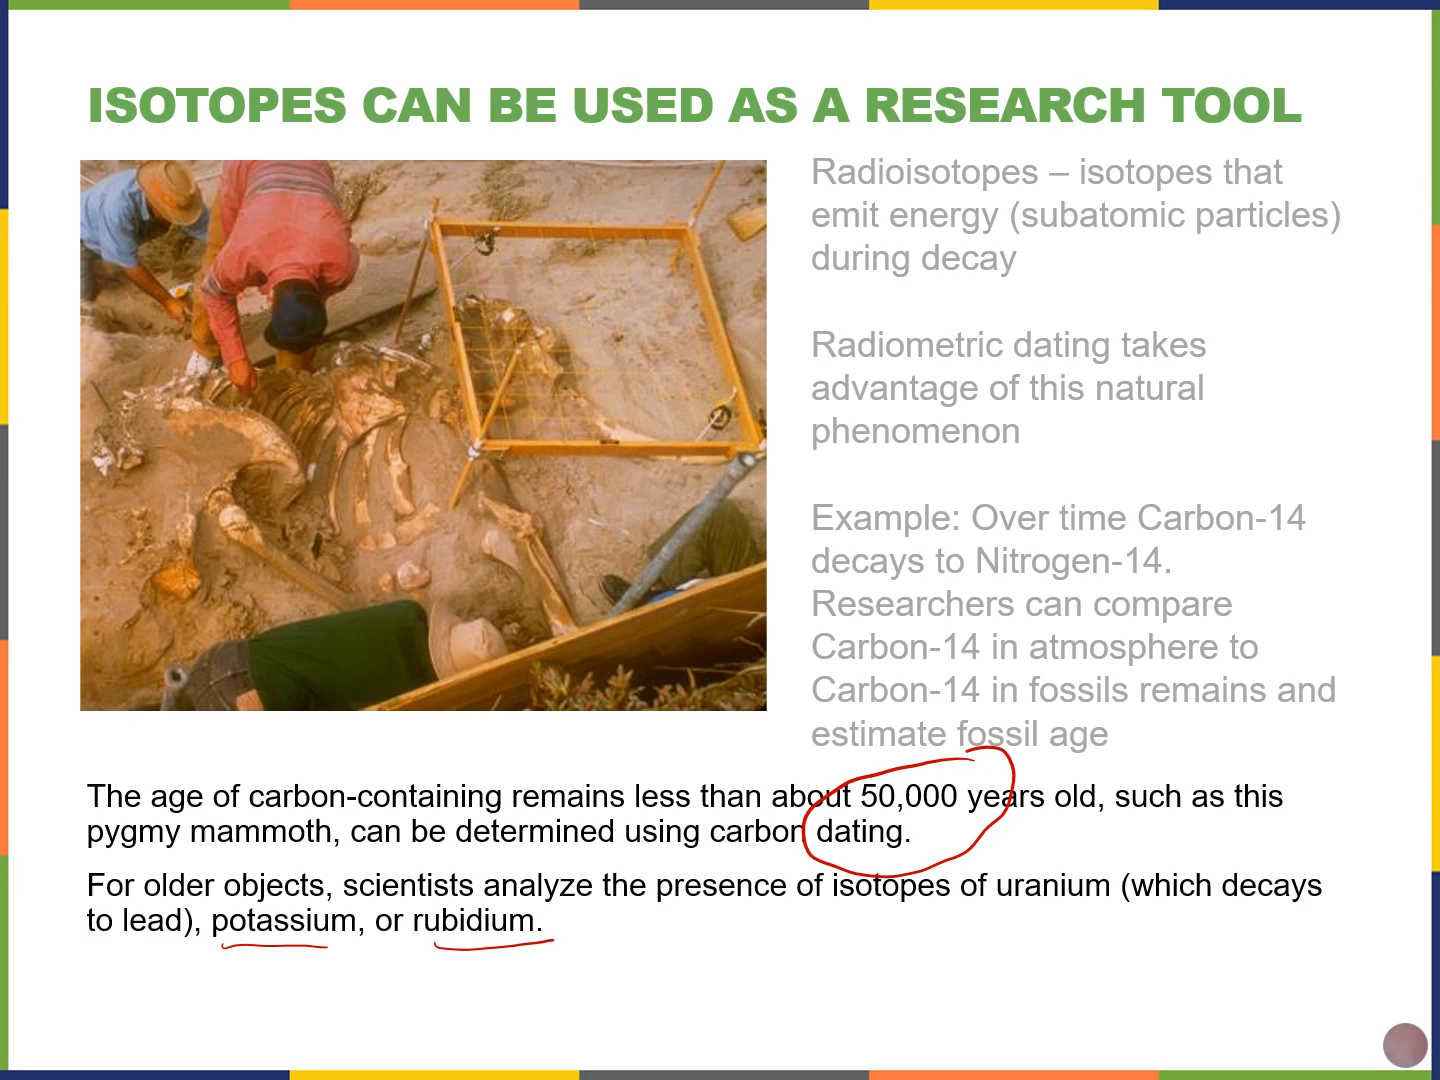 ISOTOPES CAN BE USED AS A RESEARCH TOOL
Radioisotopes – isotopes that
emit energy (subatomic particles)
during decay
Radiometric dating takes
advantage of this natural
phenomenon
Example: Over time Carbon-14
decays to Nitrogen-14.
Researchers can compare
Carbon-14 in atmosphere to
Carbon-14 in fossils remains and
estimate fossil age
The age of carbon-containing remains less than about 50,000 years old, such as this
pygmy mammoth, can be determined using carbon dating.
For older objects, scientists analyze the presence of isotopes of uranium (which decays
to lead), potassium, or rubidium.